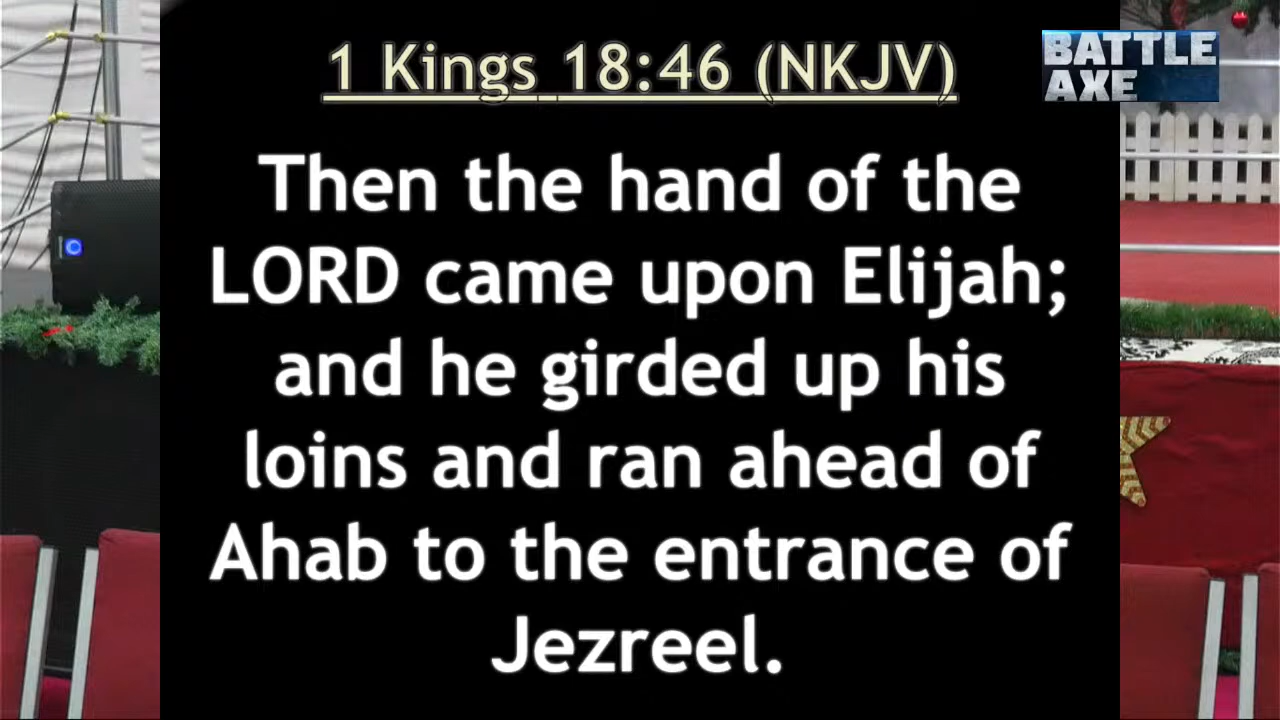 1 Kings 18:46 (NKJV)
BATTLE
AXE
Then the hand of the
LORD came upon Elijah;
and he girded up his
loins and ran ahead of
Ahab to the entrance of
Jezreel.